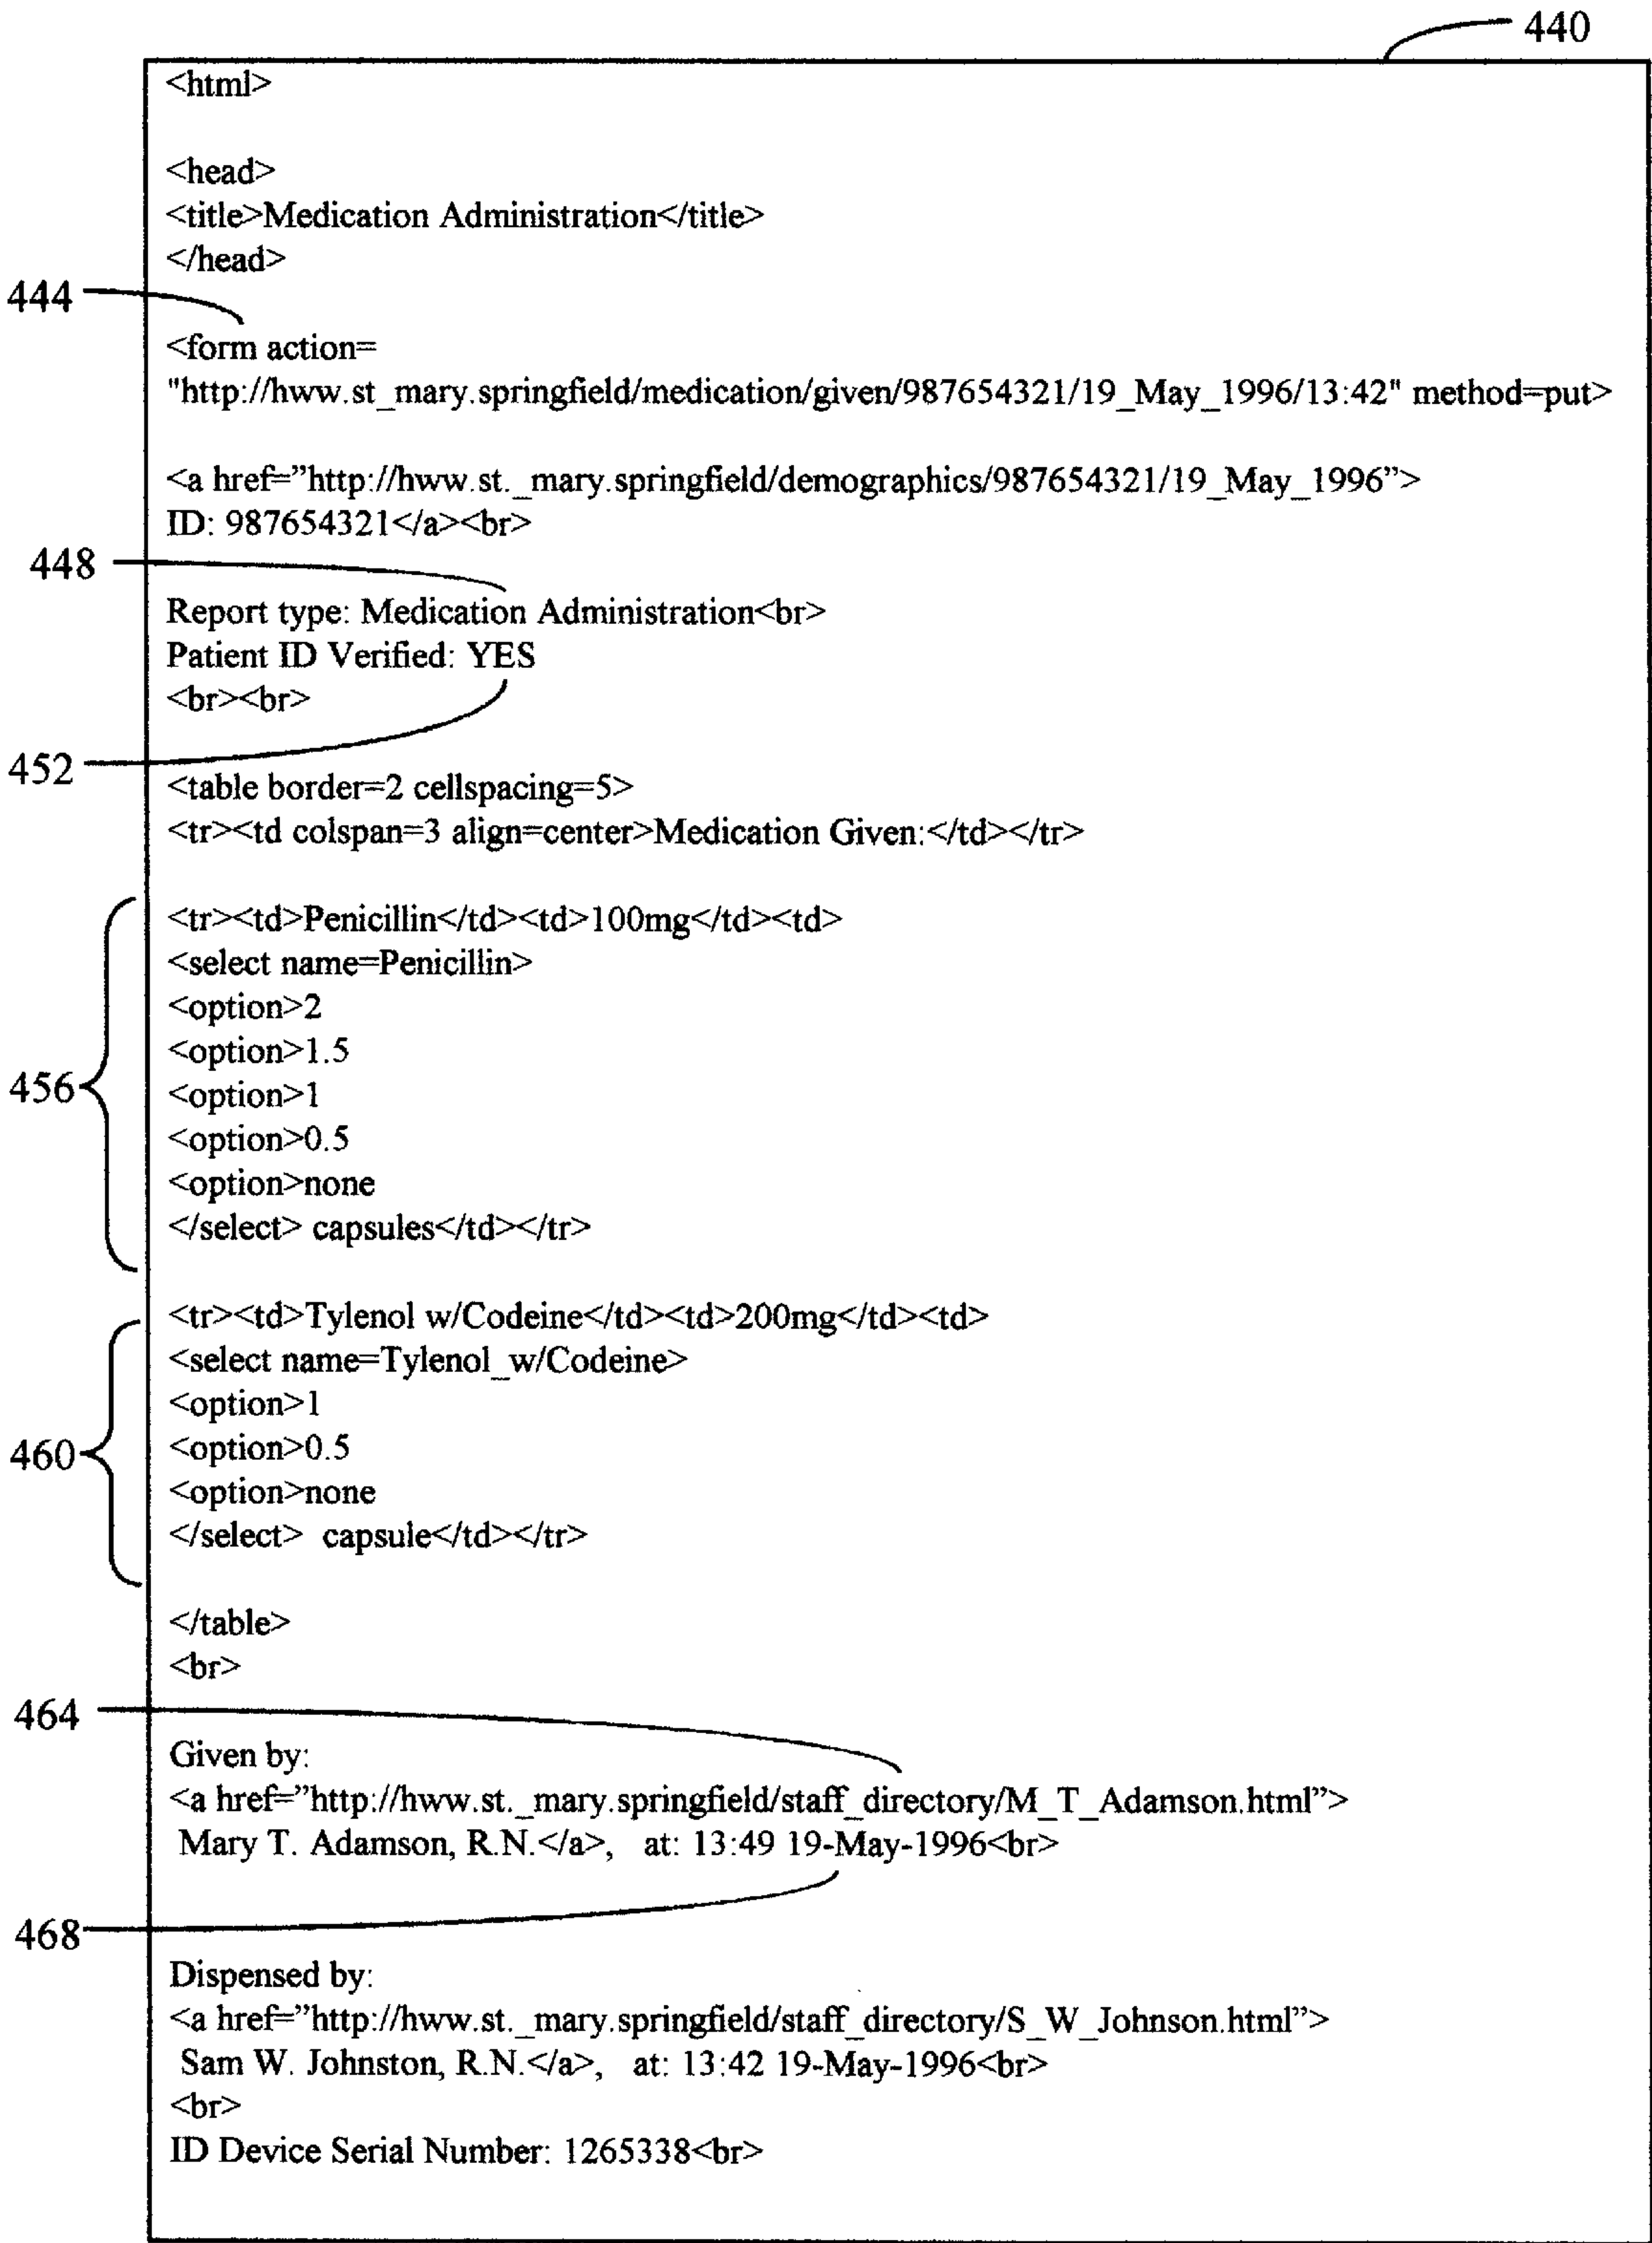 440
<html>
<head>
<title>Medication Administration</title>
</head>
444
<form action=
"http://hww.st_mary.springfield/medication/given/987654321/19_May_1996/13:42" method=put>
<a href=”http://hww.st._mary.springfield/demographics/987654321/19_May_1996”>
ID: 987654321</a><br>
448
Report type: Medication Administration<br>
Patient ID Verified: YES
<br><br>
452
<table border=2 cellspacing=5>
<tr><td colspan=3 align=center>Medication Given:</td></tr>
<tr><td>Penicillin</td><td>100mg</td><td>
<select name=Penicillin>
<option>2
<option>1.5
456
<option>1
<option>0.5
<option>none
</select> capsules</td></tr>
<tr><td>Tylenol w/Codeine</td><td>200mg</td><td>
<select name=Tylenol_w/Codeine>
<option>1
460
<option>0.5
<option>none
</select>  capsule</td></tr>
</table>
<br>
464
Given by:
<a href=”http://hww.st._mary.springfield/staff_directory/M_T_Adamson.html”>
Mary T. Adamson, R.N.</a>,   at: 13:49 19-May-1996<br>
468
Dispensed by:
<a href=”http://hww.st._mary.springfield/staff_directory/S_W_Johnson.html”>
Sam W. Johnston, R.N.</a>,   at: 13:42 19-May-1996<br>
<br>
ID Device Serial Number: 1265338<br>